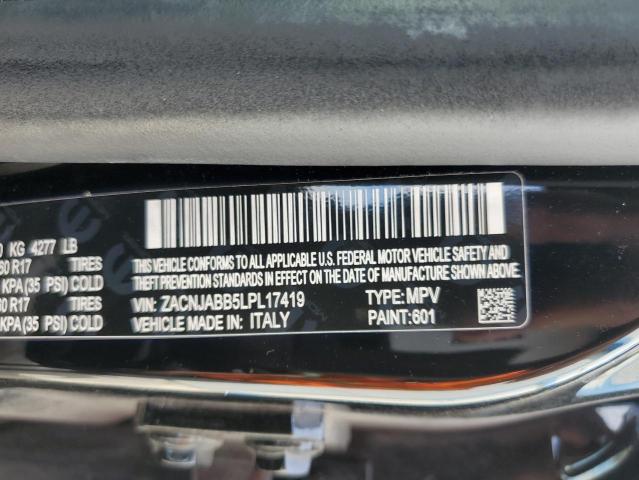 KG 4277 LB
60 R17 TIRES
KPA(35 PSI) COLD
60 R17 TIRES
KPA(35 PSI) COLD
THIS VEHICLE CONFORMS TO ALL APPLICABLE U.S. FEDERAL MOTOR VEHICLE SAFETY AND
THEFT PREVENTION STANDARDS IN EFFECT ON THE DATE OF MANUFACTURE SHOWN ABOVE.
VIN: ZACNJABB5LPL17419 TYPE: MPV
VEHICLE MADE IN: ITALY PAINT: 601